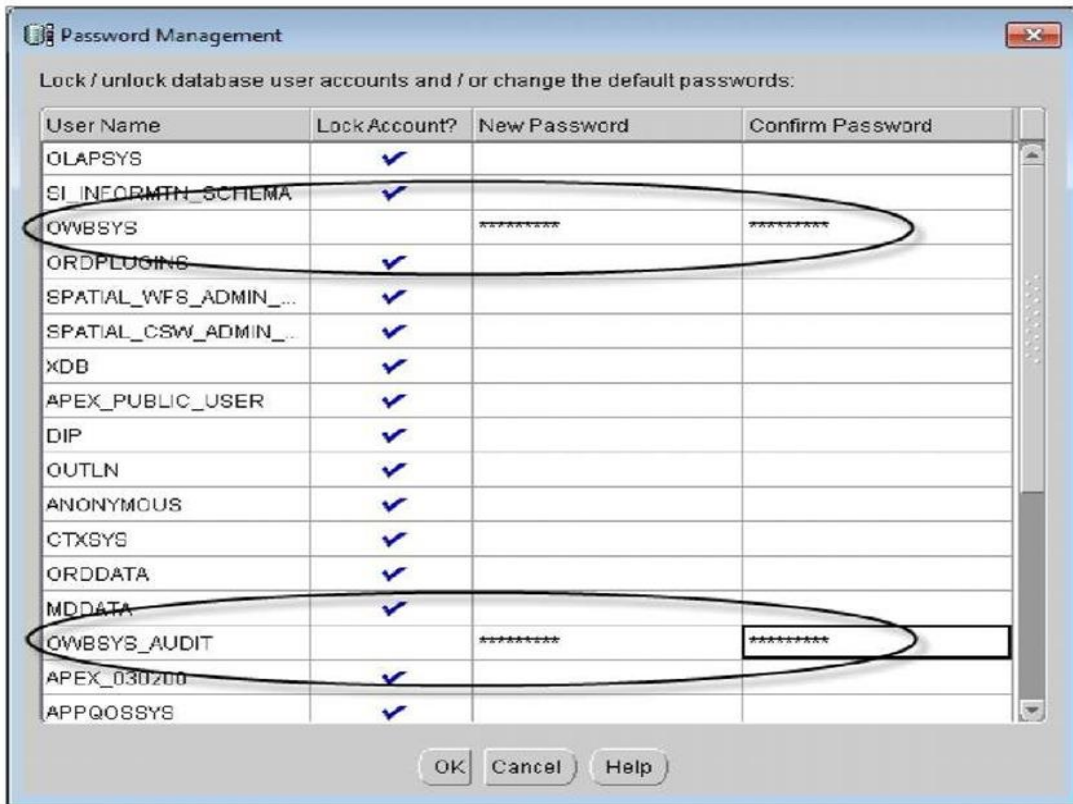 Password Management
Lock / unlock database user accounts and / or change the default passwords:
User Name Lock Account? New Password Confirm Password
OLAPSYS
SI_INFORMTN_SCHEMA
OWBSYS ********* *********
ORDPLUGINS
SPATIAL_WFS_ADMIN_...
SPATIAL_CSW_ADMIN_...
XDB
APEX_PUBLIC_USER
DIP
OUTLN
ANONYMOUS
CTXSYS
ORDDATA
MDDATA
OWBSYS_AUDIT ********* *********
APEX_030200
APPQOSSYS
OK Cancel Help